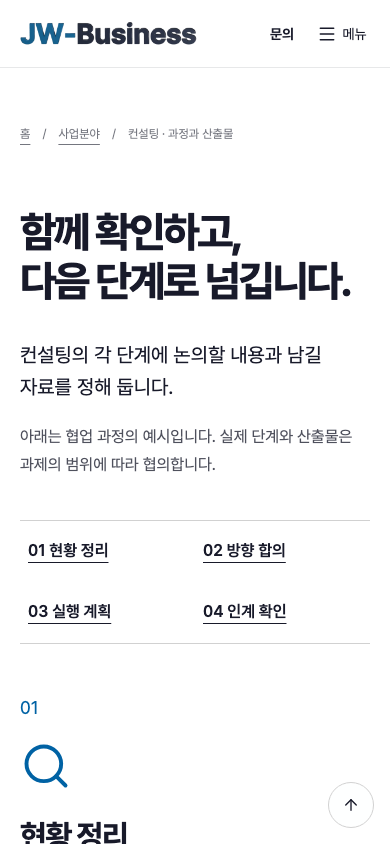 JW-Business
문의
메뉴
홈 / 사업분야 / 컨설팅 · 과정과 산출물
함께 확인하고,
다음 단계로 넘깁니다.
컨설팅의 각 단계에 논의할 내용과 남길
자료를 정해 둡니다.
아래는 협업 과정의 예시입니다. 실제 단계와 산출물은
과제의 범위에 따라 협의합니다.
01 현황 정리
02 방향 합의
03 실행 계획
04 인계 확인
01
현황 정리